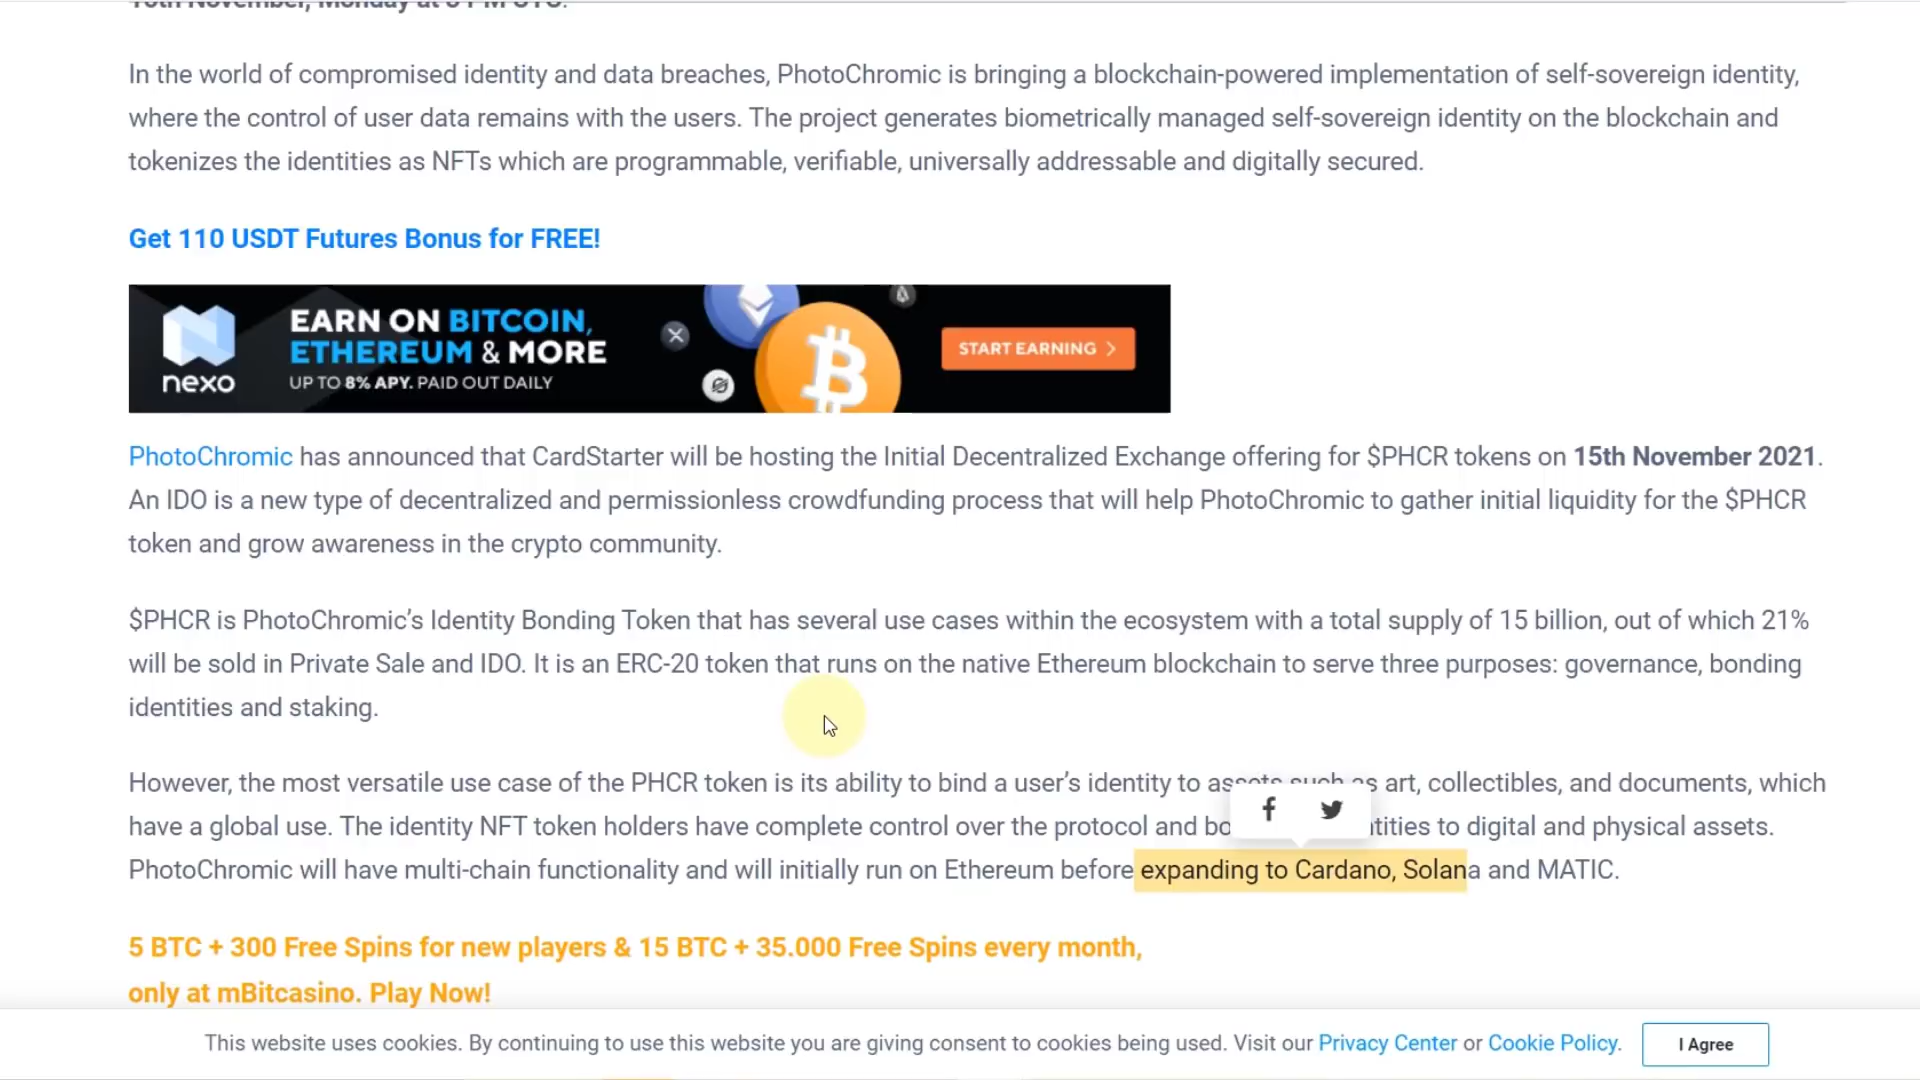 In the world of compromised identity and data breaches, PhotoChromic is bringing a blockchain-powered implementation of self-sovereign identity,
where the control of user data remains with the users. The project generates biometrically managed self-sovereign identity on the blockchain and
tokenizes the identities as NFTs which are programmable, verifiable, universally addressable and digitally secured.
Get 110 USDT Futures Bonus for FREE!
nexo
EARN ON BITCOIN,
ETHEREUM & MORE
UP TO 8% APY. PAID OUT DAILY
START EARNING >
PhotoChromic has announced that CardStarter will be hosting the Initial Decentralized Exchange offering for $PHCR tokens on 15th November 2021.
An IDO is a new type of decentralized and permissionless crowdfunding process that will help PhotoChromic to gather initial liquidity for the $PHCR
token and grow awareness in the crypto community.
$PHCR is PhotoChromic’s Identity Bonding Token that has several use cases within the ecosystem with a total supply of 15 billion, out of which 21%
will be sold in Private Sale and IDO. It is an ERC-20 token that runs on the native Ethereum blockchain to serve three purposes: governance, bonding
identities and staking.
However, the most versatile use case of the PHCR token is its ability to bind a user’s identity to assets such as art, collectibles, and documents, which
have a global use. The identity NFT token holders have complete control over the protocol and to digital and physical assets.
PhotoChromic will have multi-chain functionality and will initially run on Ethereum before expanding to Cardano, Solana and MATIC.
5 BTC + 300 Free Spins for new players & 15 BTC + 35.000 Free Spins every month,
only at mBitcasino. Play Now!
This website uses cookies. By continuing to use this website you are giving consent to cookies being used. Visit our Privacy Center or Cookie Policy.
I Agree